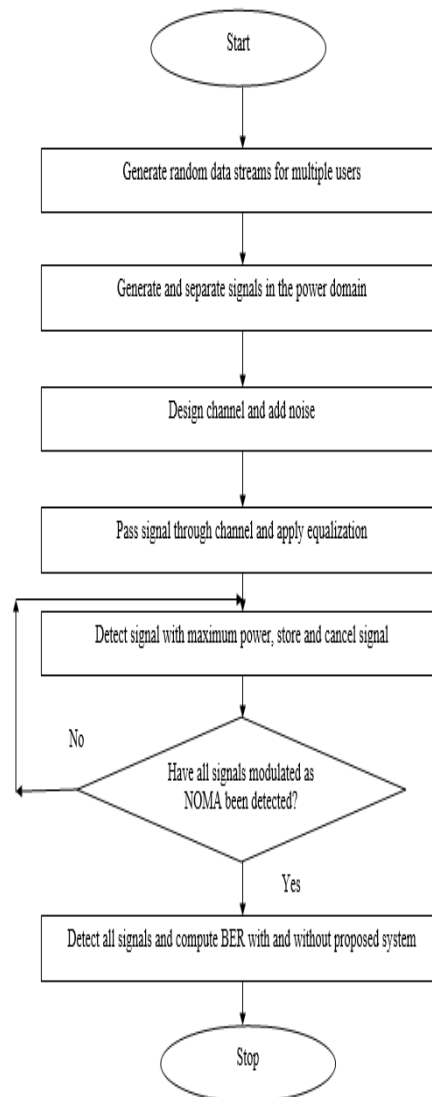 Start
Generate random data streams for multiple users
Generate and separate signals in the power domain
Design channel and add noise
Pass signal through channel and apply equalization
Detect signal with maximum power, store and cancel signal
No
Have all signals modulated as
NOMA been detected?
Yes
Detect all signals and compute BER with and without proposed system
Stop